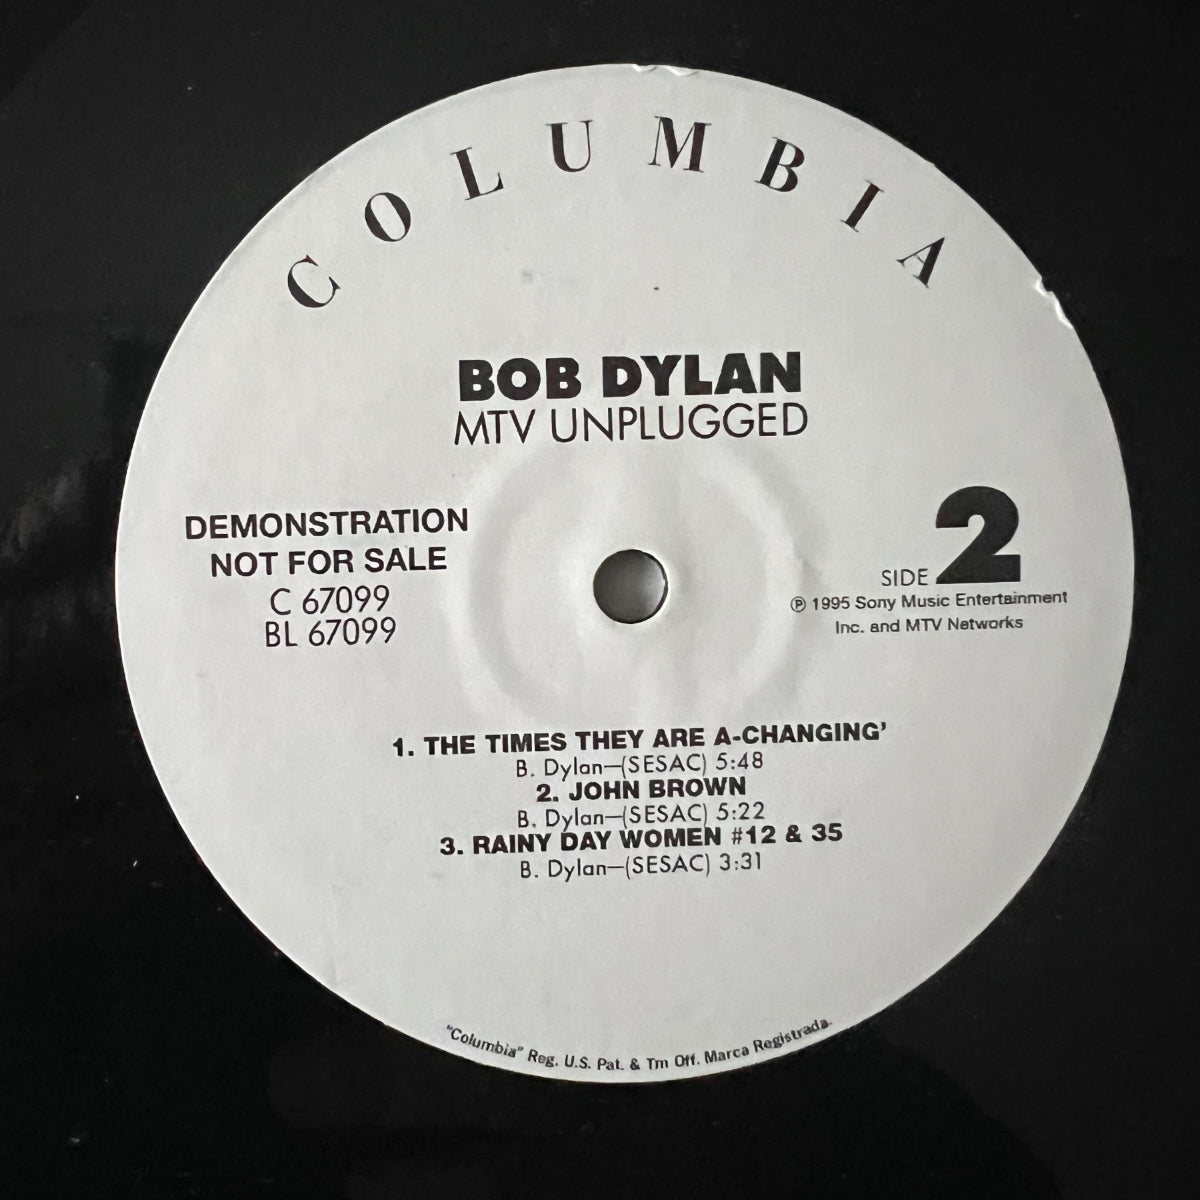 COLUMBIA
BOB DYLAN
MTV UNPLUGGED
DEMONSTRATION
NOT FOR SALE
C 67099
BL 67099
SIDE 2
℗ 1995 Sony Music Entertainment
Inc. and MTV Networks
1. THE TIMES THEY ARE A-CHANGING'
B. Dylan—(SESAC) 5:48
2. JOHN BROWN
B. Dylan—(SESAC) 5:22
3. RAINY DAY WOMEN #12 & 35
B. Dylan—(SESAC) 3:31
"Columbia" Reg. U.S. Pat. & Tm Off. Marca Registrada.